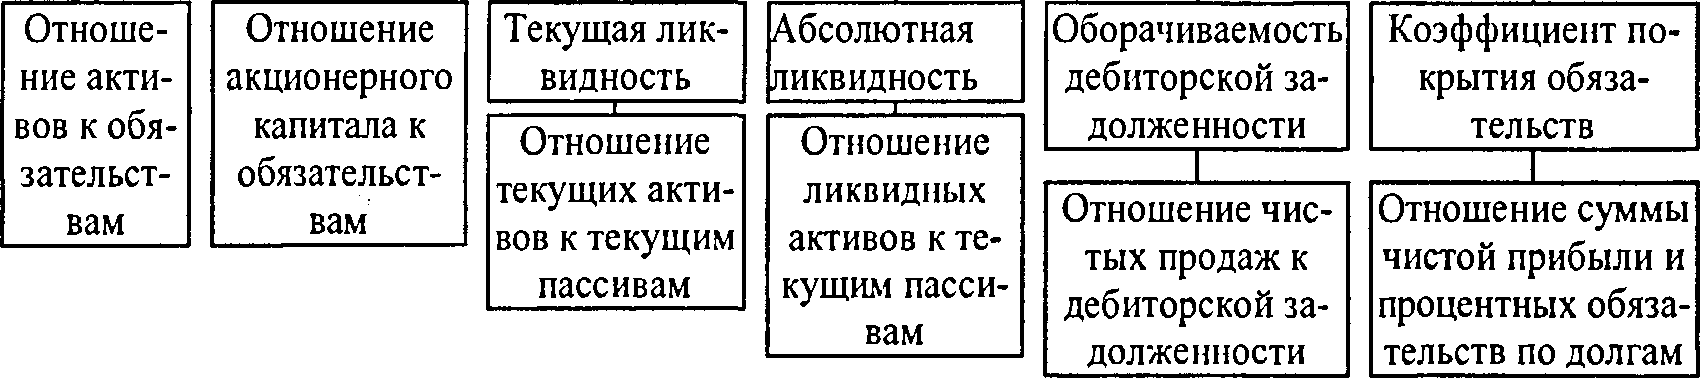 Отноше-
ние акти-
вов к обя-
зательст-
вам
Отношение
акционерного
капитала к
обязательст-
вам
Текущая лик-
видность
Отношение
текущих акти-
вов к текущим
пассивам
Абсолютная
ликвидность
Отношение
ликвидных
активов к те-
кущим пасси-
вам
Оборачиваемость
дебиторской за-
долженности
Отношение чис-
тых продаж к
дебиторской за-
долженности
Коэффициент по-
крытия обяза-
тельств
Отношение суммы
чистой прибыли и
процентных обяза-
тельств по долгам